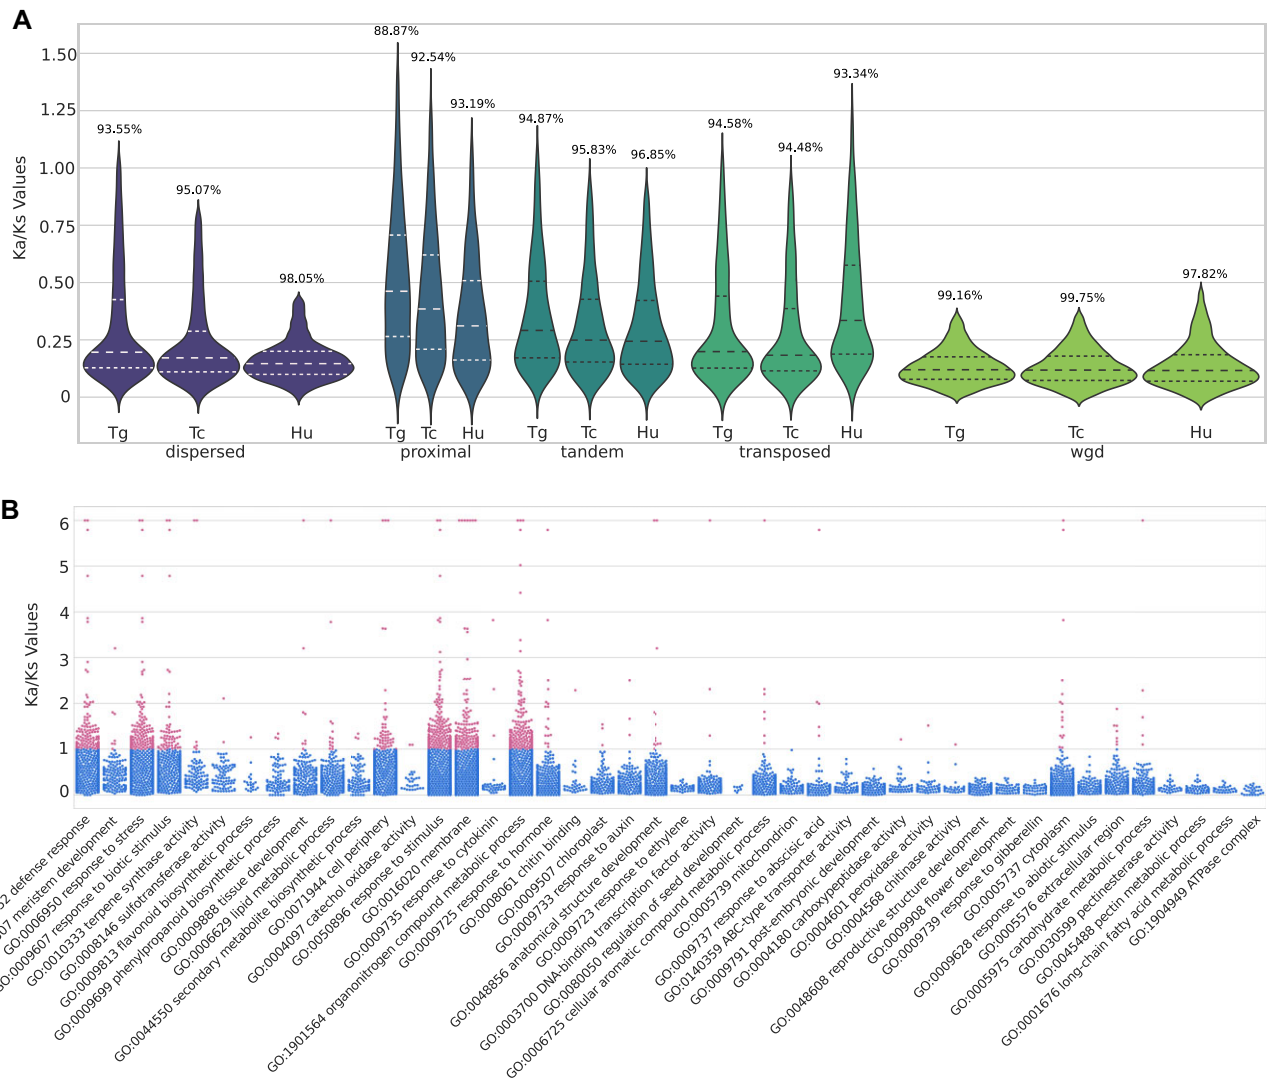 A
Ka/Ks Values
1.50
1.25
1.00
0.75
0.50
0.25
0
93.55%
95.07%
98.05%
88.87%
92.54%
93.19%
94.87%
95.83%
96.85%
94.58%
94.48%
93.34%
99.16%
99.75%
97.82%
Tg Tc Hu Tg Tc Hu Tg Tc Hu Tg Tc Hu Tg Tc Hu
dispersed proximal tandem transposed wgd
B
Ka/Ks Values
6
5
4
3
2
1
0
52 defense response
07 meristem development
GO:0006950 response to stress
GO:0009607 response to biotic stimulus
GO:0010333 terpene synthase activity
GO:0008146 sulfotransferase activity
GO:0009813 flavonoid biosynthetic process
GO:0009699 phenylpropanoid biosynthetic process
GO:0009888 tissue development
GO:0006629 lipid metabolic process
GO:0044550 secondary metabolite biosynthetic process
GO:0071944 cell periphery
GO:0004097 catechol oxidase activity
GO:0050896 response to stimulus
GO:0016020 membrane
GO:0009735 response to cytokinin
GO:1901564 organonitrogen compound metabolic process
GO:0009725 response to hormone
GO:0008061 chitin binding
GO:0009507 chloroplast
GO:0009733 response to auxin
GO:0048856 anatomical structure development
GO:0009723 response to ethylene
GO:0003700 DNA-binding transcription factor activity
GO:0080050 regulation of seed development
GO:0006725 cellular aromatic compound metabolic process
GO:0005739 mitochondrion
GO:0009737 response to abscisic acid
GO:0140359 ABC-type transporter activity
GO:0009791 post-embryonic development
GO:0004180 carboxypeptidase activity
GO:0004601 peroxidase activity
GO:0004568 chitinase activity
GO:0048608 reproductive structure development
GO:0009908 flower development
GO:0009739 response to gibberellin
GO:0005737 cytoplasm
GO:0009628 response to abiotic stimulus
GO:0005576 extracellular region
GO:0005975 carbohydrate metabolic process
GO:0030599 pectinesterase activity
GO:0045488 pectin metabolic process
GO:0001676 long-chain fatty acid metabolic process
GO:1904949 ATPase complex